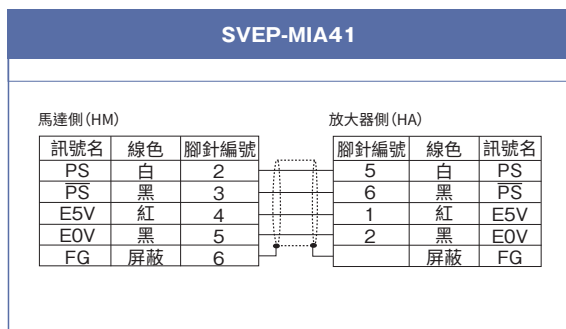 SVEP-MIA41
馬達側(HM) 放大器側(HA)
訊號名 線色 腳針編號 腳針編號 線色 訊號名
PS 白 2 5 白 PS
P̅S̅ 黑 3 6 黑 P̅S̅
E5V 紅 4 1 紅 E5V
E0V 黑 5 2 黑 E0V
FG 屏蔽 6 屏蔽 FG